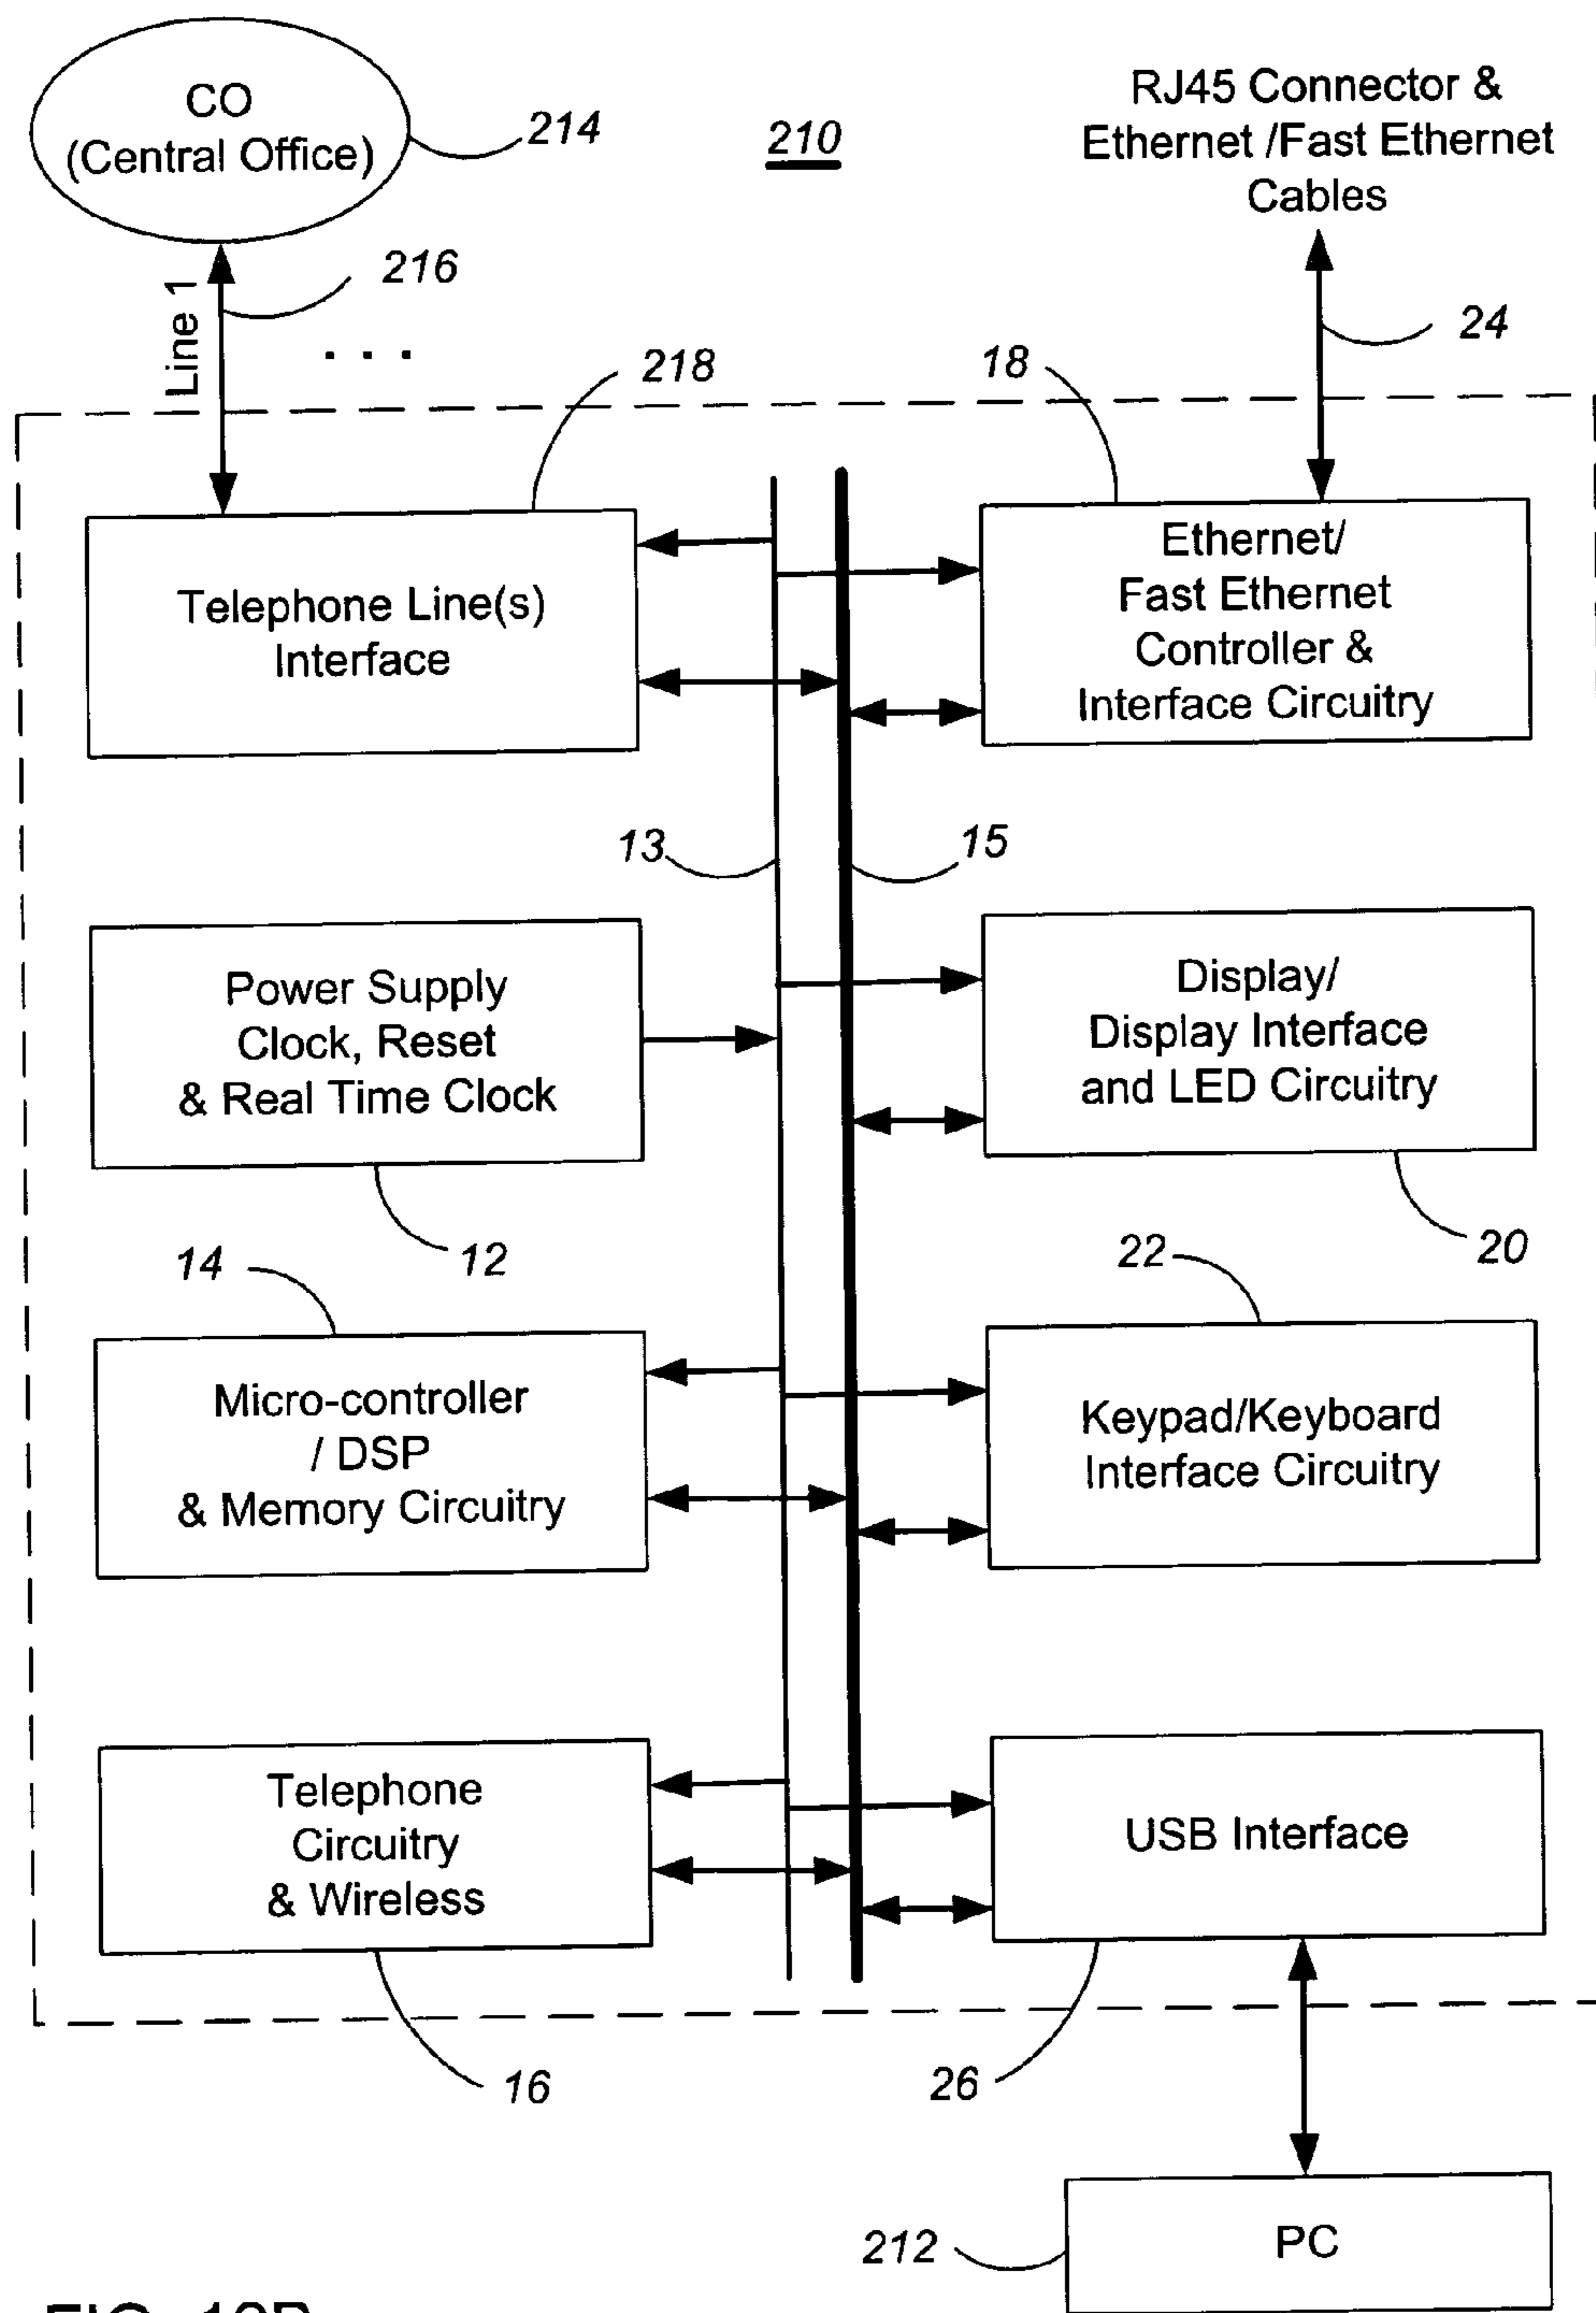 CO
(Central Office)
214
210
RJ45 Connector &
Ethernet /Fast Ethernet
Cables
Line 1
216
. . .
24
218
18
Telephone Line(s)
Interface
Ethernet/
Fast Ethernet
Controller &
Interface Circuitry
13
15
Power Supply
Clock, Reset
& Real Time Clock
Display/
Display Interface
and LED Circuitry
12
20
14
22
Micro-controller
/ DSP
& Memory Circuitry
Keypad/Keyboard
Interface Circuitry
Telephone
Circuitry
& Wireless
USB Interface
16
26
212
PC